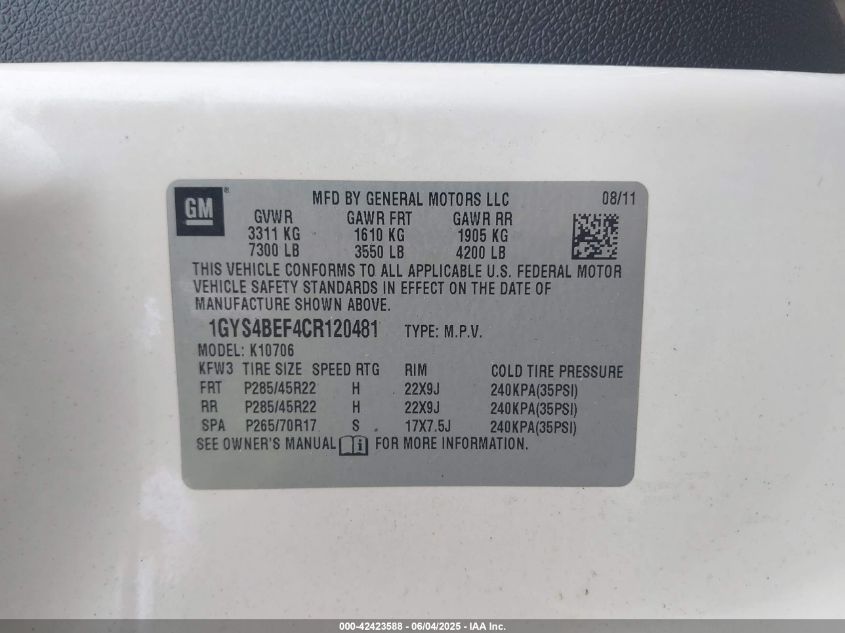 GM ® MFD BY GENERAL MOTORS LLC 08/11
GVWR GAWR FRT GAWR RR
3311 KG 1610 KG 1905 KG
7300 LB 3550 LB 4200 LB
THIS VEHICLE CONFORMS TO ALL APPLICABLE U.S. FEDERAL MOTOR
VEHICLE SAFETY STANDARDS IN EFFECT ON THE DATE OF
MANUFACTURE SHOWN ABOVE.
1GYS4BEF4CR120481 TYPE: M.P.V.
MODEL: K10706
KFW3 TIRE SIZE SPEED RTG RIM COLD TIRE PRESSURE
FRT P285/45R22 H 22X9J 240KPA(35PSI)
RR P285/45R22 H 22X9J 240KPA(35PSI)
SPA P265/70R17 S 17X7.5J 240KPA(35PSI)
SEE OWNER'S MANUAL i FOR MORE INFORMATION.
000-42423588 - 06/04/2025 - IAA Inc.